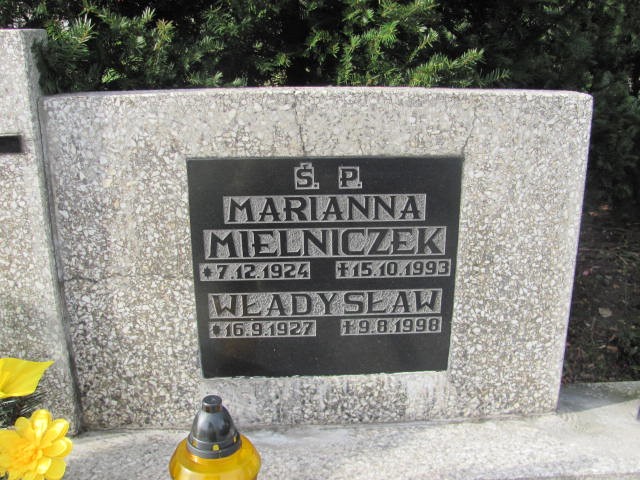 Ś. P.
MARIANNA
MIELNICZEK
*7.12.1924 †15.10.1993
WŁADYSŁAW
*16.9.1927 †9.8.1998